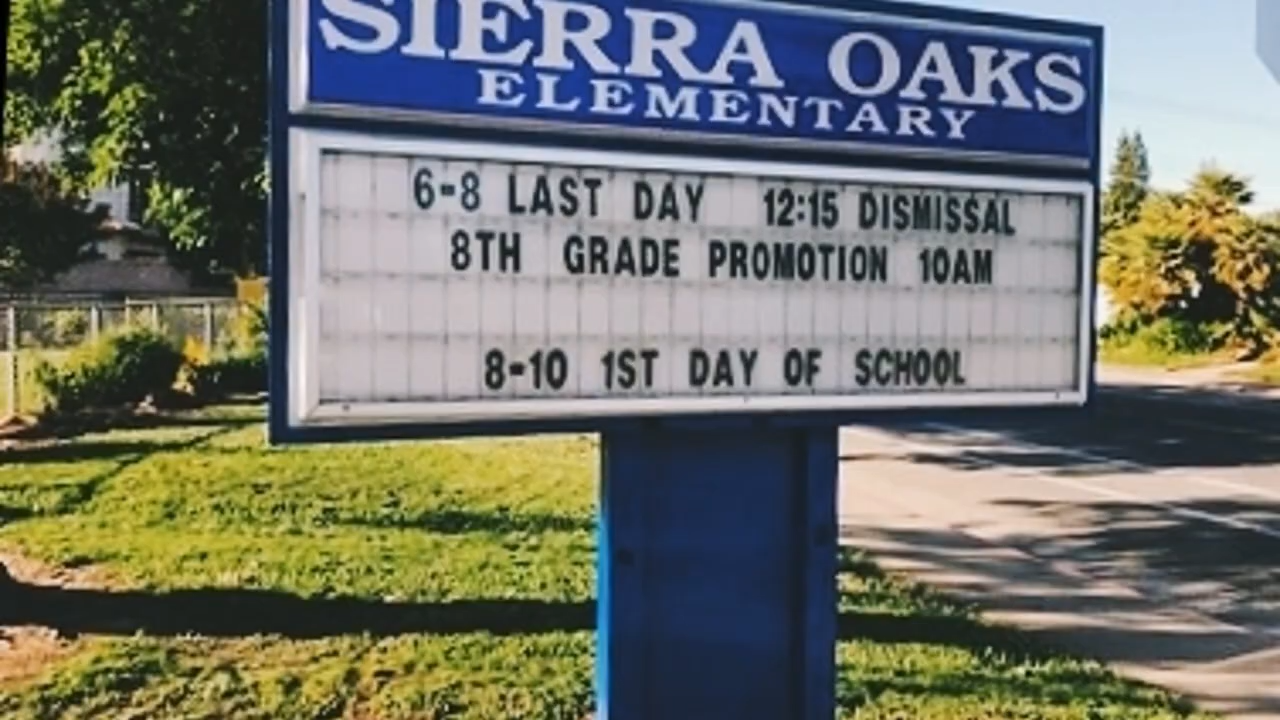 SIERRA OAKS
ELEMENTARY
6-8 LAST DAY 12:15 DISMISSAL
8TH GRADE PROMOTION 10AM
8-10 1ST DAY OF SCHOOL